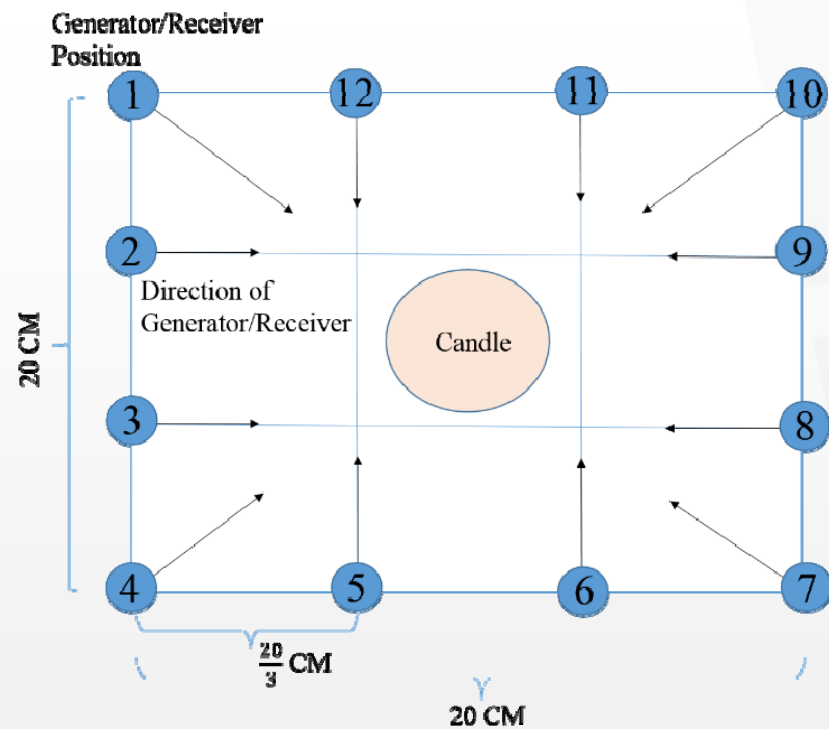 Generator/Receiver
Position
1
12
11
10
2
9
Direction of
Generator/Receiver
Candle
20 CM
3
8
4
5
6
7
20/3 CM
20 CM